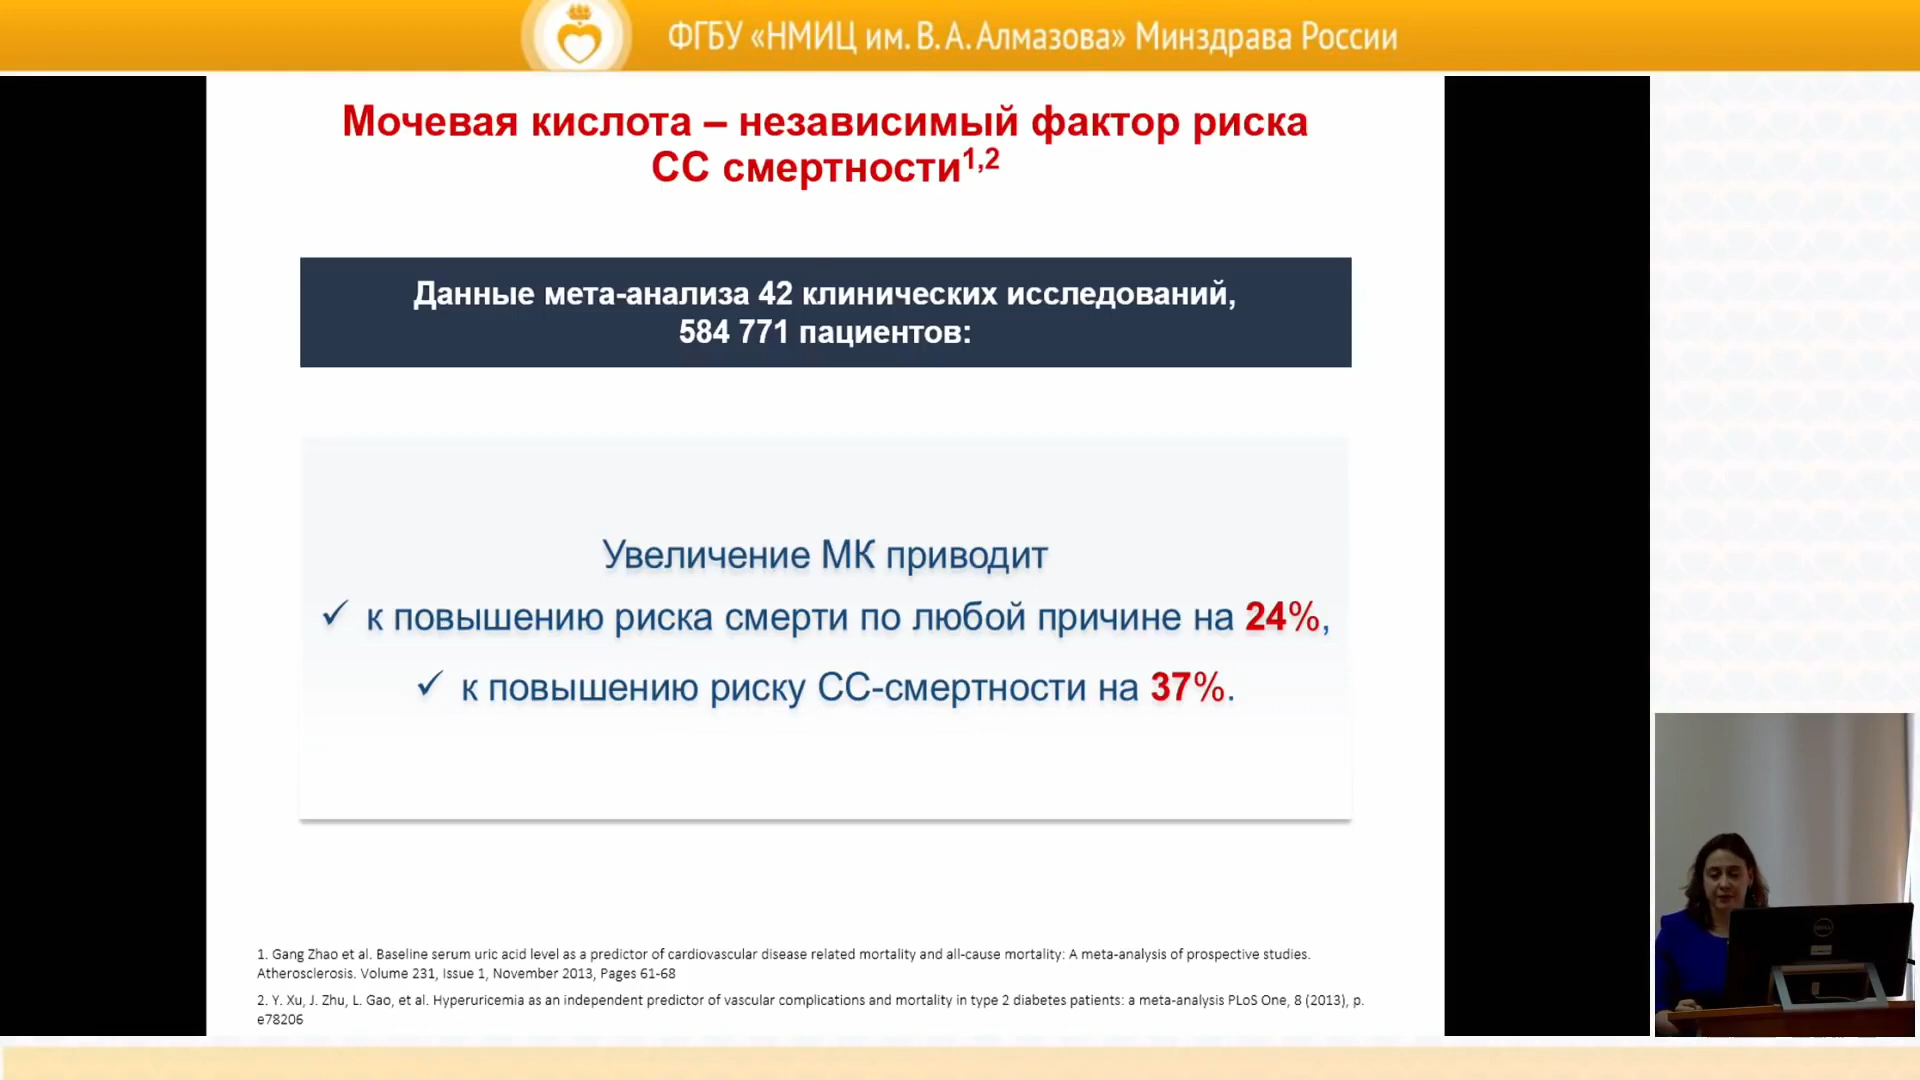 ФГБУ «НМИЦ им. В. А. Алмазова» Минздрава России
Мочевая кислота – независимый фактор риска
СС смертности1,2
Данные мета-анализа 42 клинических исследований,
584 771 пациентов:
Увеличение МК приводит
✓ к повышению риска смерти по любой причине на 24%,
✓ к повышению риску СС-смертности на 37%.
1. Gang Zhao et al. Baseline serum uric acid level as a predictor of cardiovascular disease related mortality and all-cause mortality: A meta-analysis of prospective studies.
Atherosclerosis. Volume 231, Issue 1, November 2013, Pages 61-68
2. Y. Xu, J. Zhu, L. Gao, et al. Hyperuricemia as an independent predictor of vascular complications and mortality in type 2 diabetes patients: a meta-analysis PLoS One, 8 (2013), p.
e78206
DELL